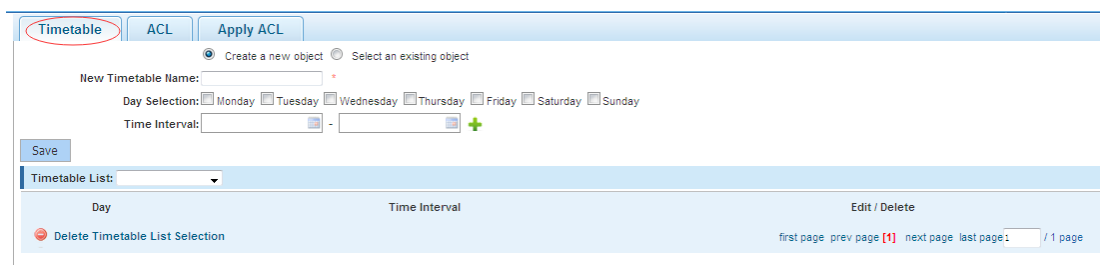 Timetable ACL Apply ACL
Create a new object Select an existing object
New Timetable Name: *
Day Selection: Monday Tuesday Wednesday Thursday Friday Saturday Sunday
Time Interval: -
Save
Timetable List:
Day Time Interval Edit / Delete
Delete Timetable List Selection first page prev page [1] next page last page 1 / 1 page